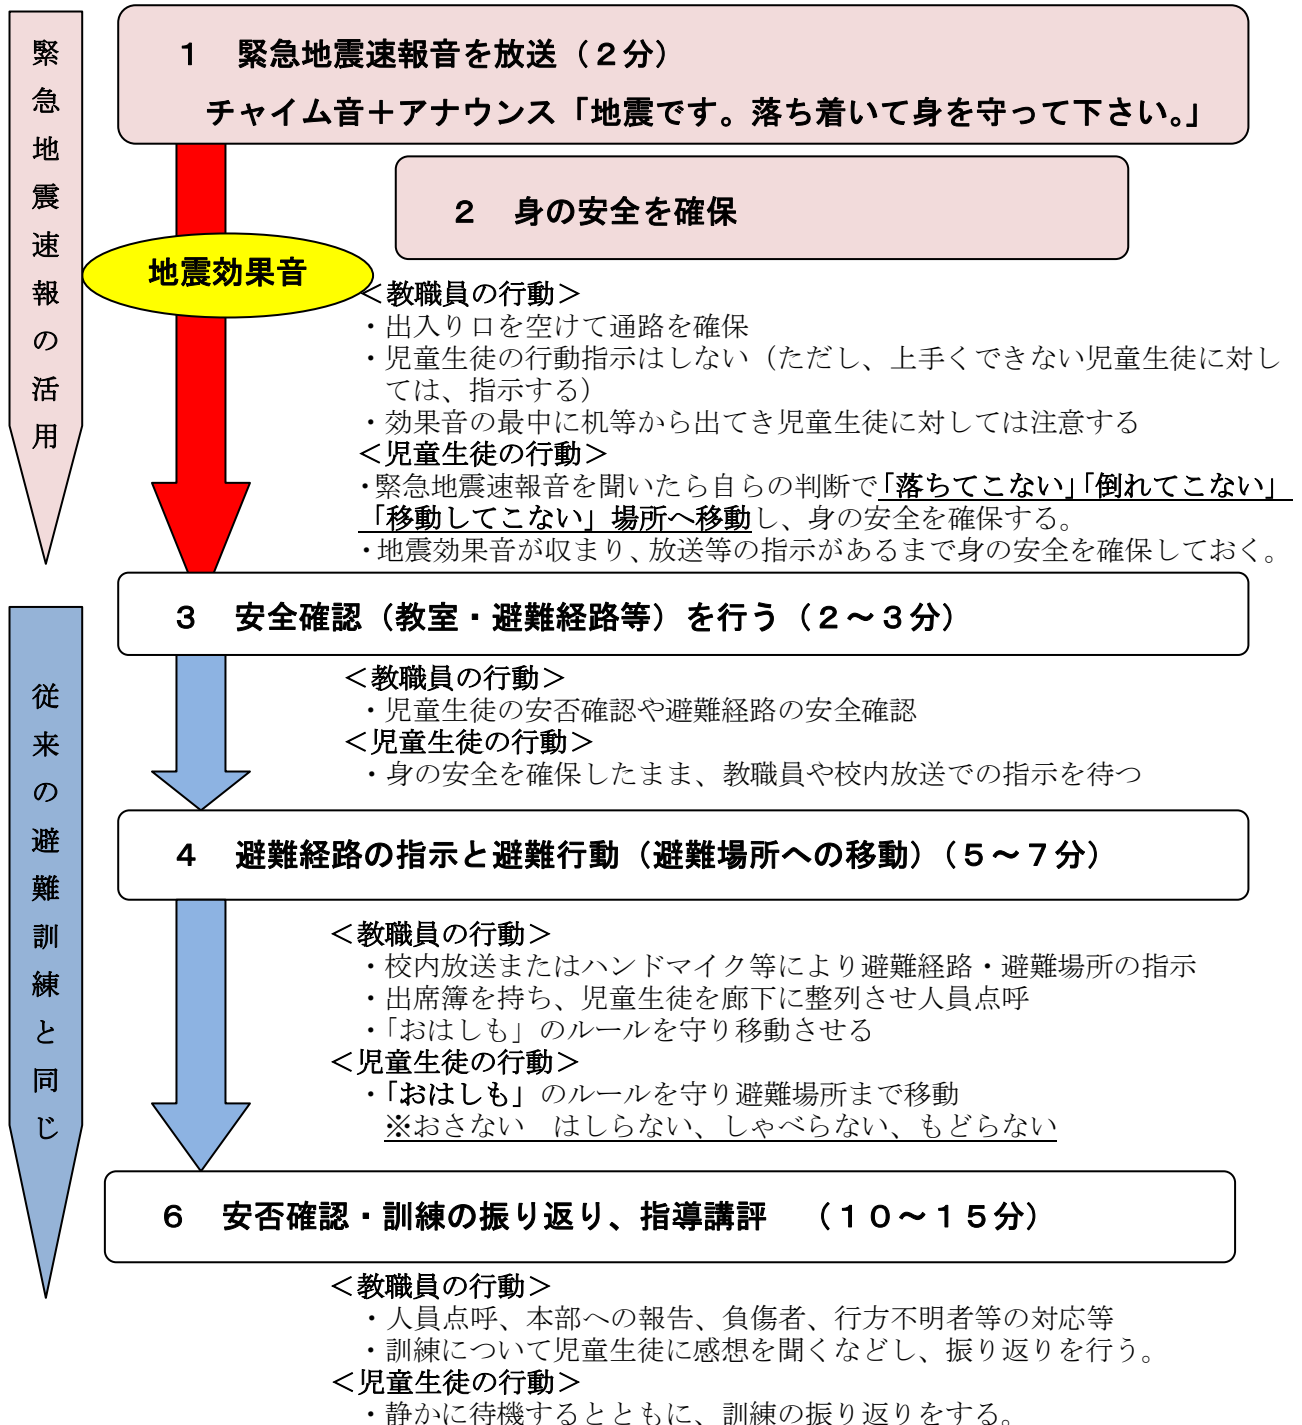 緊急地震速報の活用
１　緊急地震速報音を放送（２分）
チャイム音＋アナウンス「地震です。落ち着いて身を守って下さい。」
２　身の安全を確保
地震効果音
＜教職員の行動＞
・出入り口を空けて通路を確保
・児童生徒の行動指示はしない（ただし、上手くできない児童生徒に対し
ては、指示する）
・効果音の最中に机等から出てき児童生徒に対しては注意する
＜児童生徒の行動＞
・緊急地震速報音を聞いたら自らの判断で「落ちてこない」「倒れてこない」
「移動してこない」場所へ移動し、身の安全を確保する。
・地震効果音が収まり、放送等の指示があるまで身の安全を確保しておく。
従来の避難訓練と同じ
３　安全確認（教室・避難経路等）を行う（２～３分）
＜教職員の行動＞
・児童生徒の安否確認や避難経路の安全確認
＜児童生徒の行動＞
・身の安全を確保したまま、教職員や校内放送での指示を待つ
４　避難経路の指示と避難行動（避難場所への移動）（５～７分）
＜教職員の行動＞
・校内放送またはハンドマイク等により避難経路・避難場所の指示
・出席簿を持ち、児童生徒を廊下に整列させ人員点呼
・「おはしも」のルールを守り移動させる
＜児童生徒の行動＞
・「おはしも」のルールを守り避難場所まで移動
※おさない　はしらない、しゃべらない、もどらない
６　安否確認・訓練の振り返り、指導講評　（１０～１５分）
＜教職員の行動＞
・人員点呼、本部への報告、負傷者、行方不明者等の対応等
・訓練について児童生徒に感想を聞くなどし、振り返りを行う。
＜児童生徒の行動＞
・静かに待機するとともに、訓練の振り返りをする。